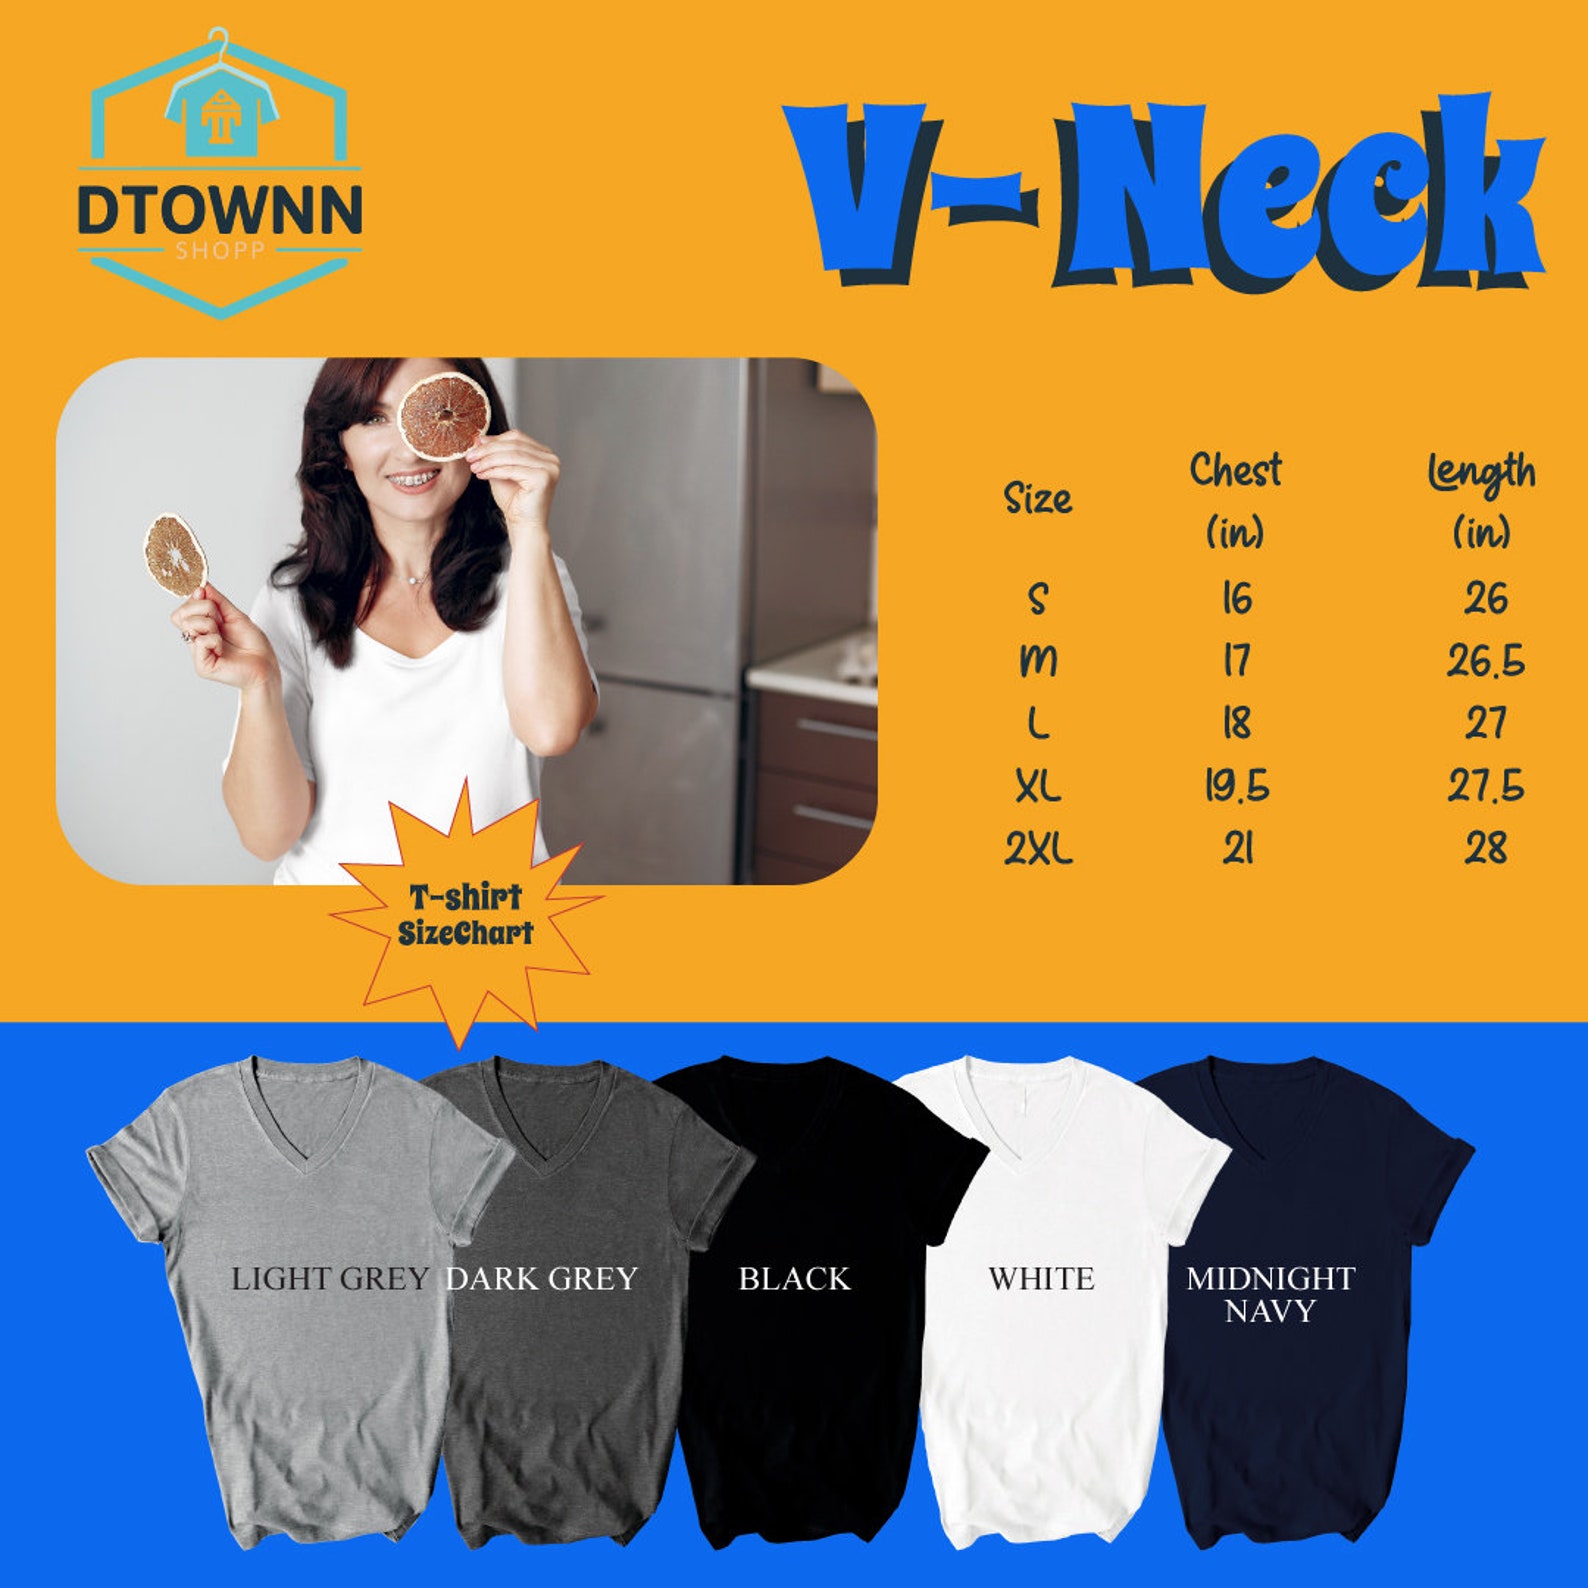 DTOWNN
SHOPP
V-Neck
Size Chest (in) Length (in)
S 16 26
M 17 26.5
L 18 27
XL 19.5 27.5
2XL 21 28
T-shirt
SizeChart
LIGHT GREY
DARK GREY
BLACK
WHITE
MIDNIGHT
NAVY